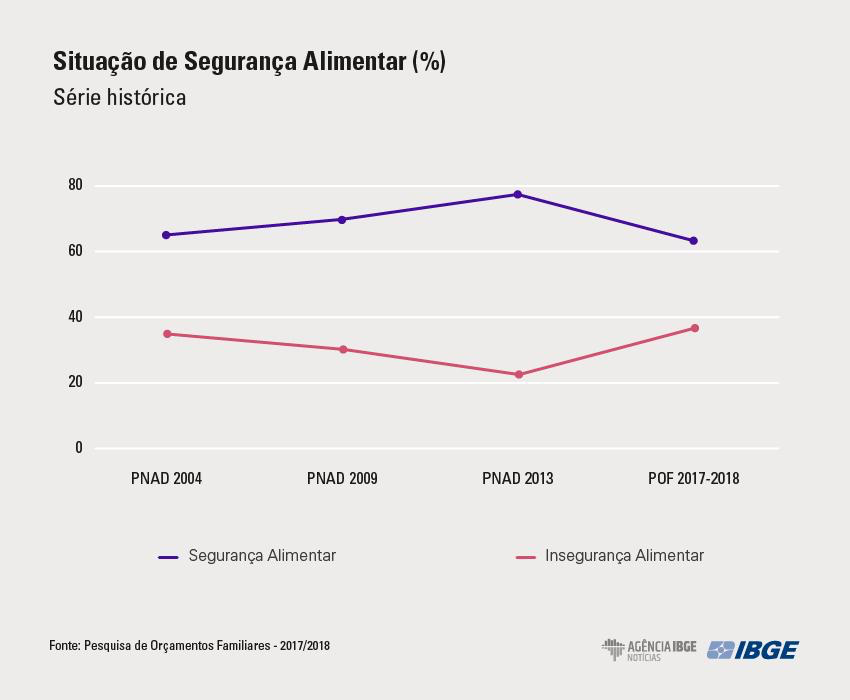 Situação de Segurança Alimentar (%)
Série histórica
80
60
40
20
0
PNAD 2004 PNAD 2009 PNAD 2013 POF 2017-2018
Segurança Alimentar Insegurança Alimentar
Fonte: Pesquisa de Orçamentos Familiares - 2017/2018
AGÊNCIA IBGE
NOTÍCIAS
IBGE